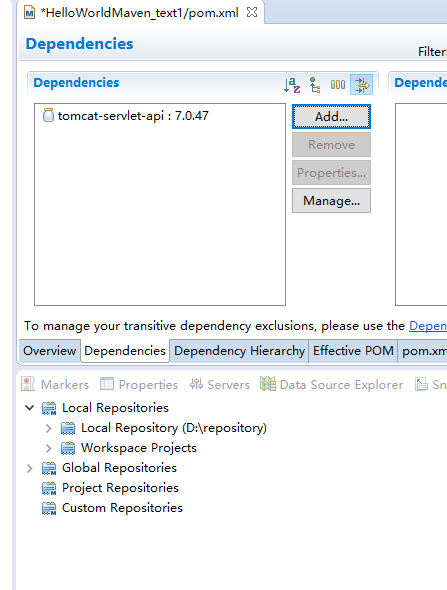 *HelloWorldMaven_text1/pom.xml
Dependencies
Filter:
Dependencies
Depend
tomcat-servlet-api : 7.0.47
Add...
Remove
Properties...
Manage...
To manage your transitive dependency exclusions, please use the Depen
Overview Dependencies Dependency Hierarchy Effective POM pom.xm
Markers Properties Servers Data Source Explorer Sn
Local Repositories
Local Repository (D:\repository)
Workspace Projects
Global Repositories
Project Repositories
Custom Repositories